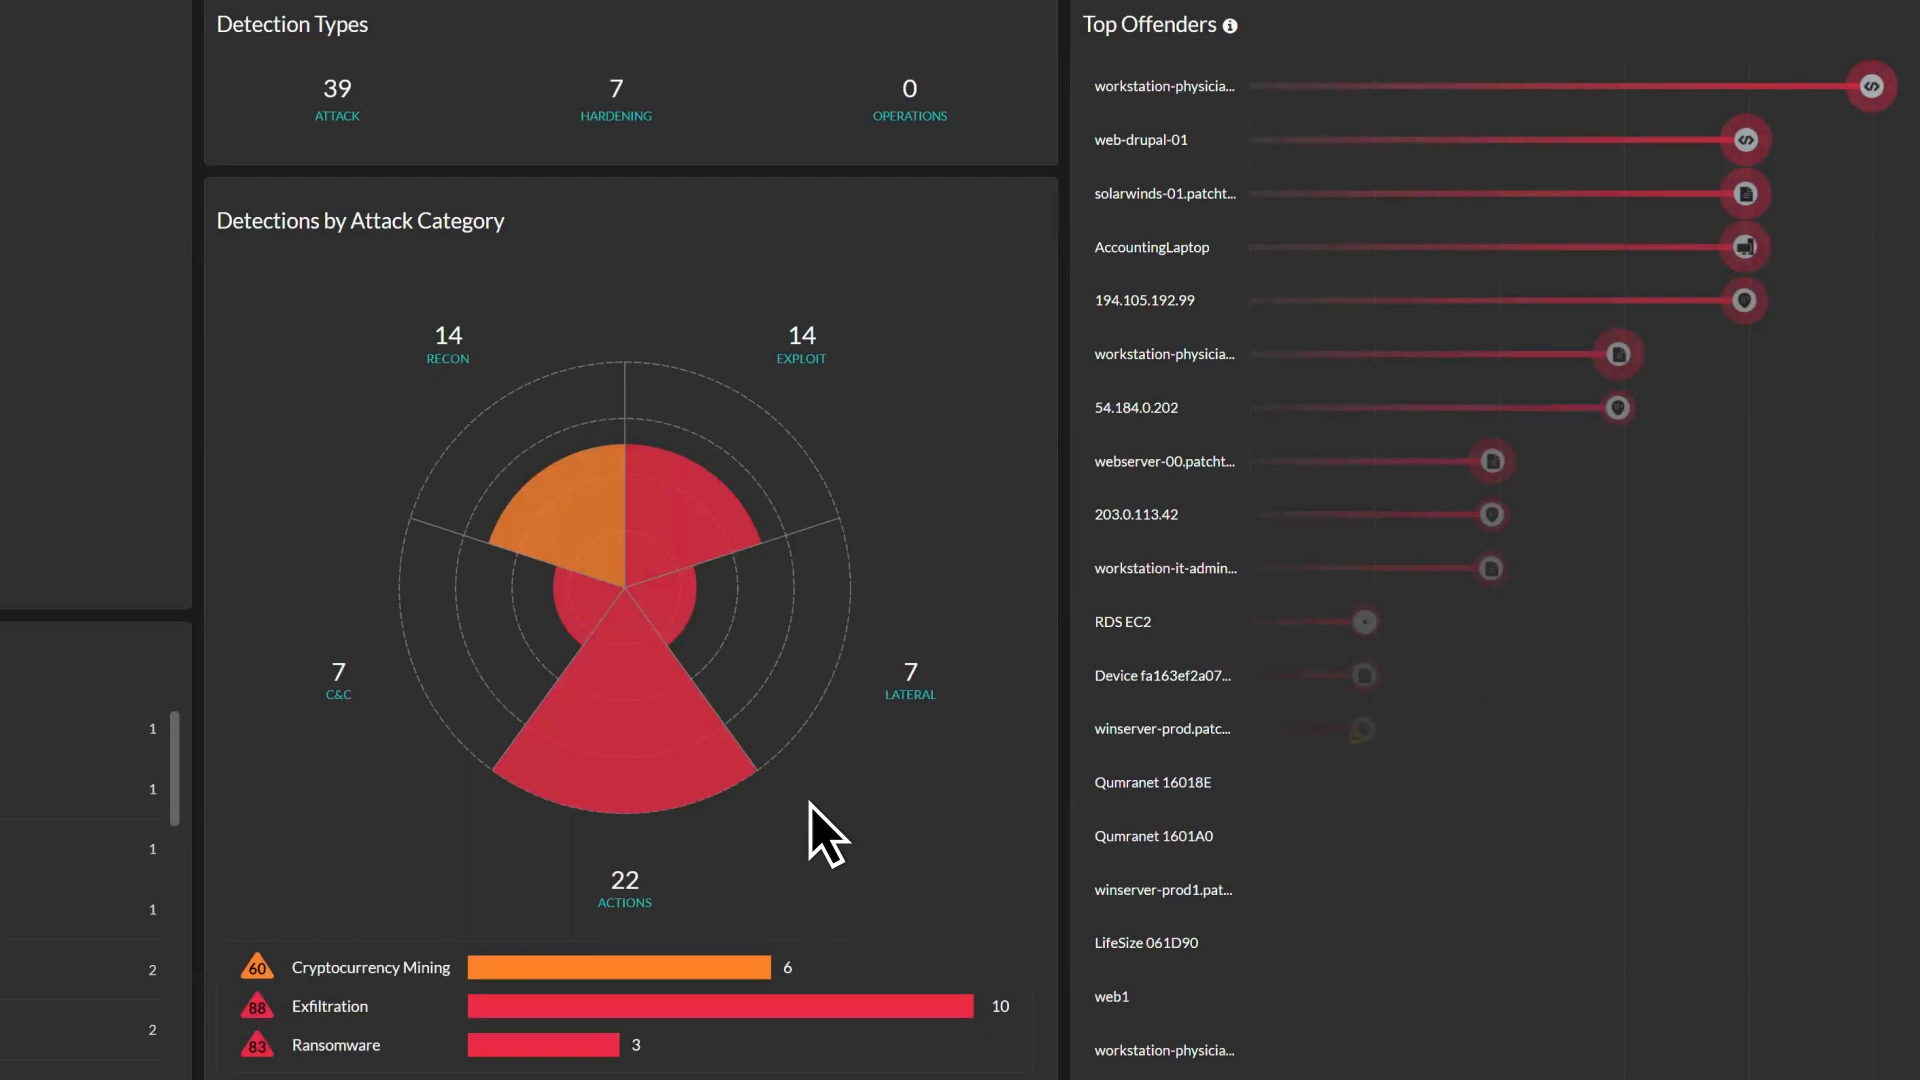 Detection Types
39
ATTACK
7
HARDENING
0
OPERATIONS
Detections by Attack Category
14
RECON
14
EXPLOIT
7
C&C
7
LATERAL
22
ACTIONS
60 Cryptocurrency Mining 6
88 Exfiltration 10
83 Ransomware 3
1
1
1
1
2
2
Top Offenders
workstation-physicia...
web-drupal-01
solarwinds-01.patcht...
AccountingLaptop
194.105.192.99
workstation-physicia...
54.184.0.202
webserver-00.patcht...
203.0.113.42
workstation-it-admin...
RDS EC2
Device fa163ef2a07...
winserver-prod.patc...
Qumranet 16018E
Qumranet 1601A0
winserver-prod1.pat...
LifeSize 061D90
web1
workstation-physicia...